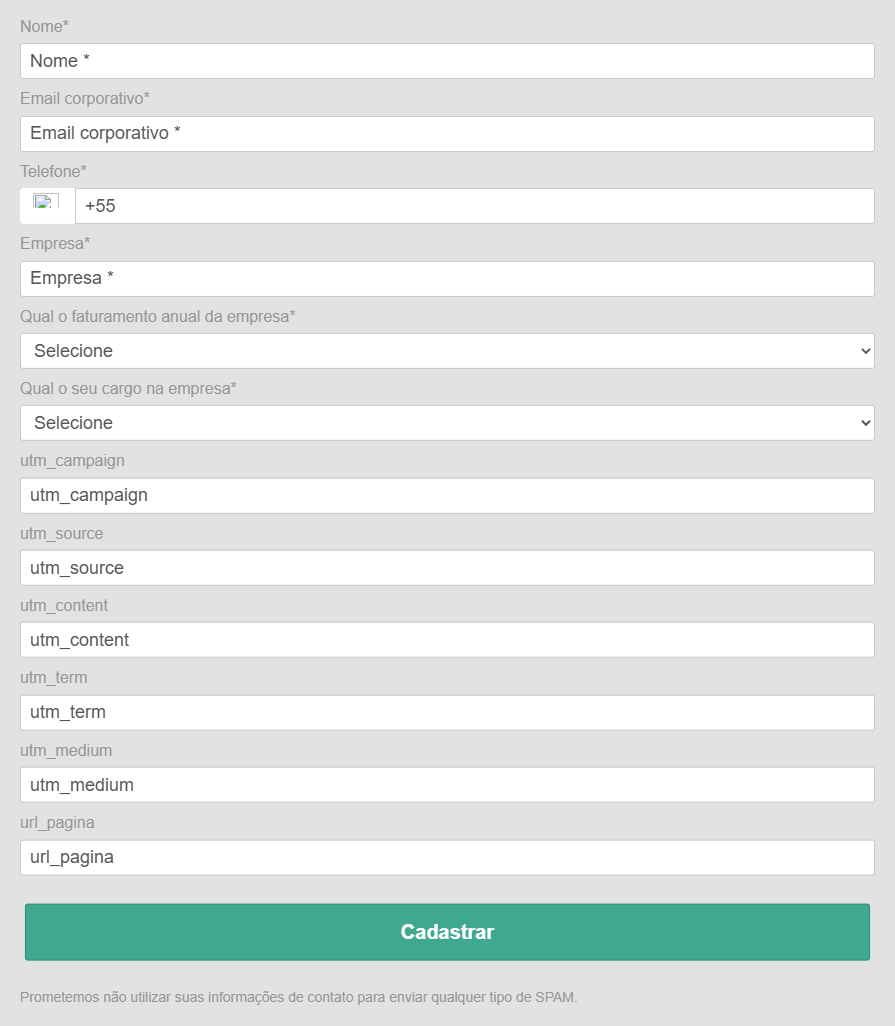 Nome*
Nome *
Email corporativo*
Email corporativo *
Telefone*
+55
Empresa*
Empresa *
Qual o faturamento anual da empresa*
Selecione
Qual o seu cargo na empresa*
Selecione
utm_campaign
utm_campaign
utm_source
utm_source
utm_content
utm_content
utm_term
utm_term
utm_medium
utm_medium
url_pagina
url_pagina
Cadastrar
Prometemos não utilizar suas informações de contato para enviar qualquer tipo de SPAM.